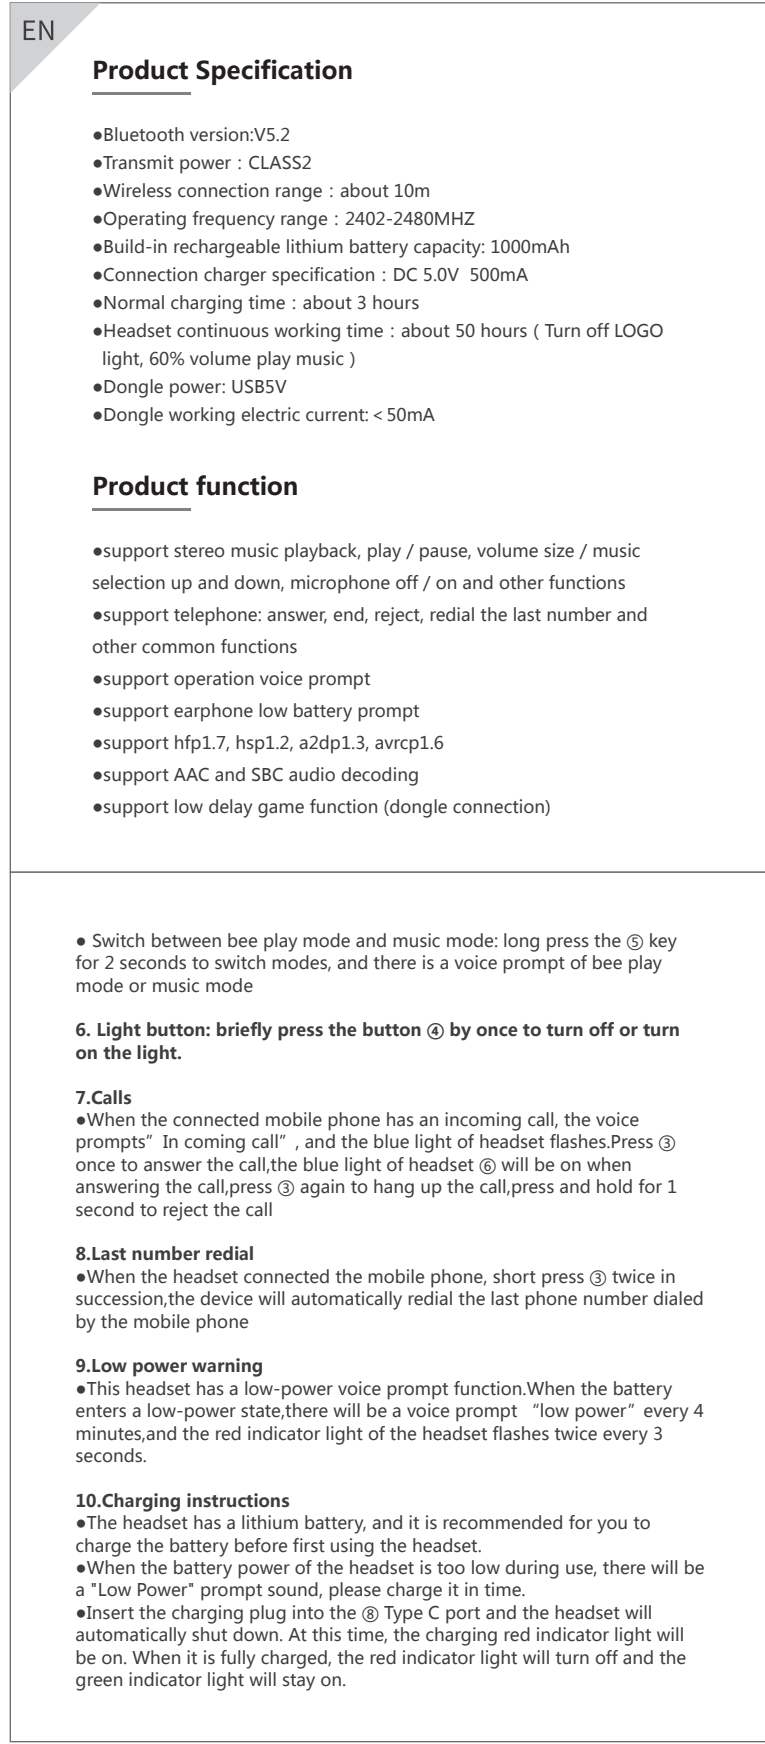 EN
Product Specification
●Bluetooth version:V5.2
●Transmit power：CLASS2
●Wireless connection range：about 10m
●Operating frequency range：2402-2480MHZ
●Build-in rechargeable lithium battery capacity: 1000mAh
●Connection charger specification：DC 5.0V  500mA
●Normal charging time：about 3 hours
●Headset continuous working time：about 50 hours ( Turn off LOGO
light, 60% volume play music )
●Dongle power: USB5V
●Dongle working electric current:＜50mA
Product function
●support stereo music playback, play / pause, volume size / music
selection up and down, microphone off / on and other functions
●support telephone: answer, end, reject, redial the last number and
other common functions
●support operation voice prompt
●support earphone low battery prompt
●support hfp1.7, hsp1.2, a2dp1.3, avrcp1.6
●support AAC and SBC audio decoding
●support low delay game function (dongle connection)
● Switch between bee play mode and music mode: long press the ⑤ key
for 2 seconds to switch modes, and there is a voice prompt of bee play
mode or music mode
6. Light button: briefly press the button ④ by once to turn off or turn
on the light.
7.Calls
●When the connected mobile phone has an incoming call, the voice
prompts” In coming call”, and the blue light of headset flashes.Press ③
once to answer the call,the blue light of headset ⑥ will be on when
answering the call,press ③ again to hang up the call,press and hold for 1
second to reject the call
8.Last number redial
●When the headset connected the mobile phone, short press ③ twice in
succession,the device will automatically redial the last phone number dialed
by the mobile phone
9.Low power warning
●This headset has a low-power voice prompt function.When the battery
enters a low-power state,there will be a voice prompt “low power” every 4
minutes,and the red indicator light of the headset flashes twice every 3
seconds.
10.Charging instructions
●The headset has a lithium battery, and it is recommended for you to
charge the battery before first using the headset.
●When the battery power of the headset is too low during use, there will be
a "Low Power" prompt sound, please charge it in time.
●Insert the charging plug into the ⑧ Type C port and the headset will
automatically shut down. At this time, the charging red indicator light will
be on. When it is fully charged, the red indicator light will turn off and the
green indicator light will stay on.